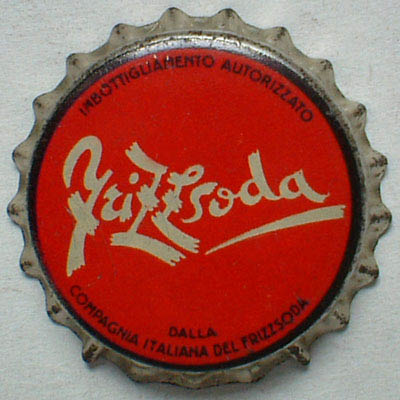 IMBOTTIGLIAMENTO AUTORIZZATO
Frizzsoda
DALLA
COMPAGNIA ITALIANA DEL FRIZZSODA